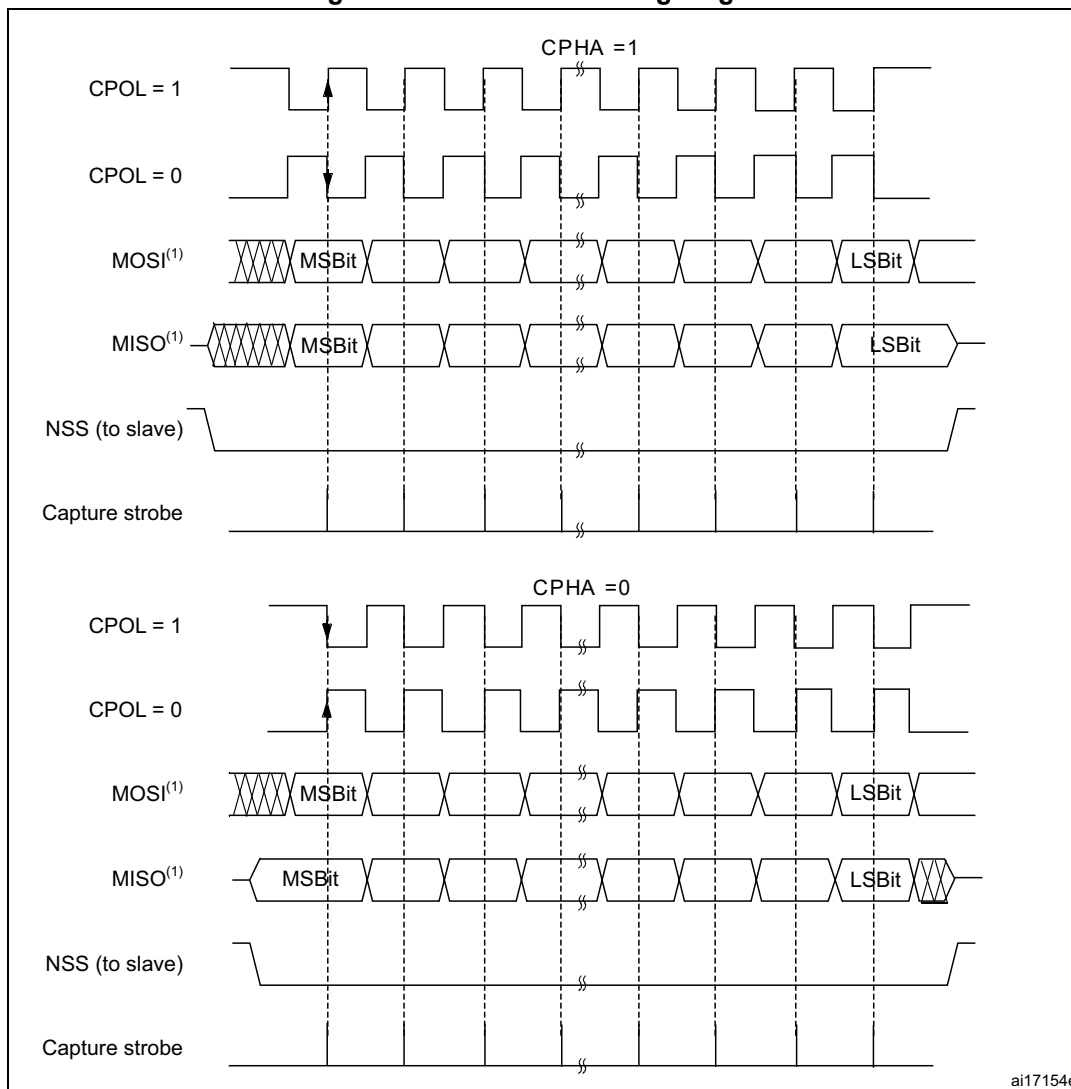 CPHA =1
CPOL = 1
CPOL = 0
MOSI(1)
MSBit
LSBit
MISO(1)
MSBit
LSBit
NSS (to slave)
Capture strobe
CPHA =0
CPOL = 1
CPOL = 0
MOSI(1)
MSBit
LSBit
MISO(1)
MSBit
LSBit
NSS (to slave)
Capture strobe